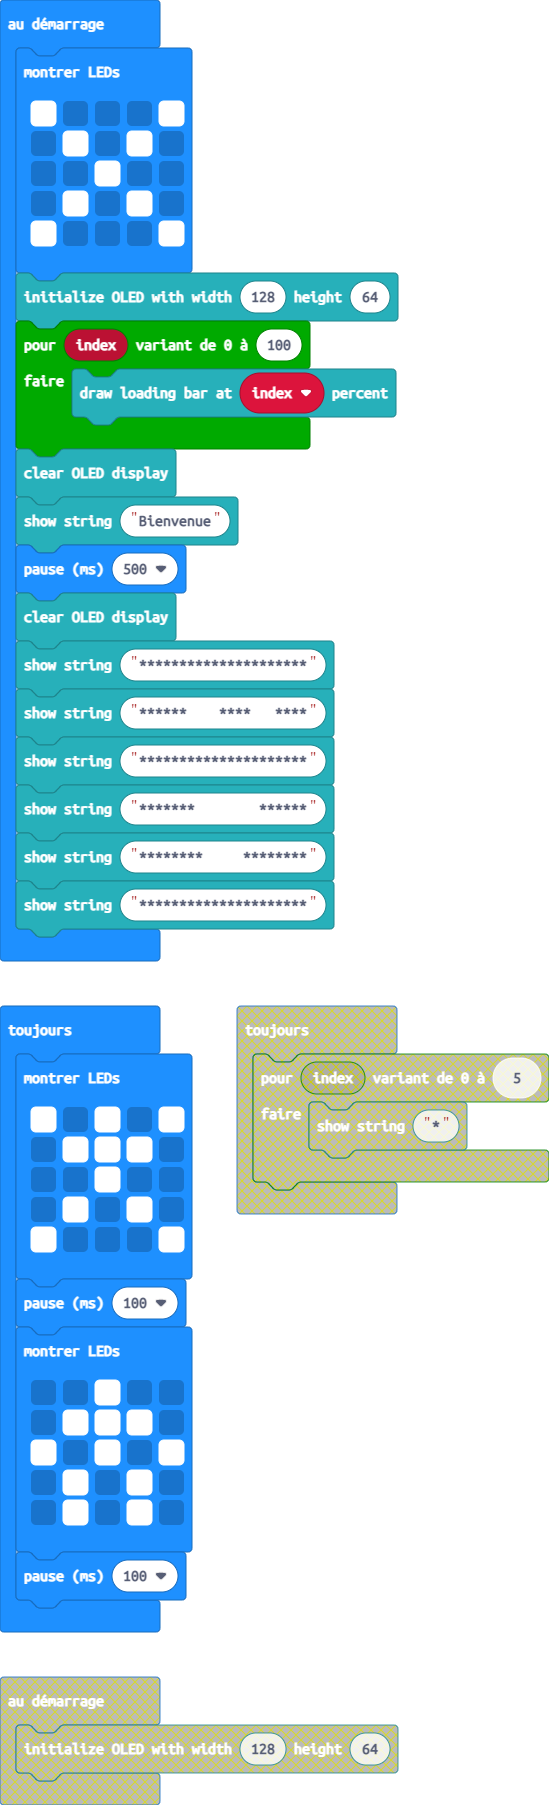 au démarrage
montrer LEDs
initialize OLED with width 128 height 64
pour index variant de 0 à 100
faire draw loading bar at index percent
clear OLED display
show string "Bienvenue"
pause (ms) 500
clear OLED display
show string "*********************"
show string "******    ****   ****"
show string "*********************"
show string "*******        ******"
show string "********     ********"
show string "*********************"
toujours
montrer LEDs
pause (ms) 100
montrer LEDs
pause (ms) 100
toujours
pour index variant de 0 à 5
faire show string "*"
au démarrage
initialize OLED with width 128 height 64